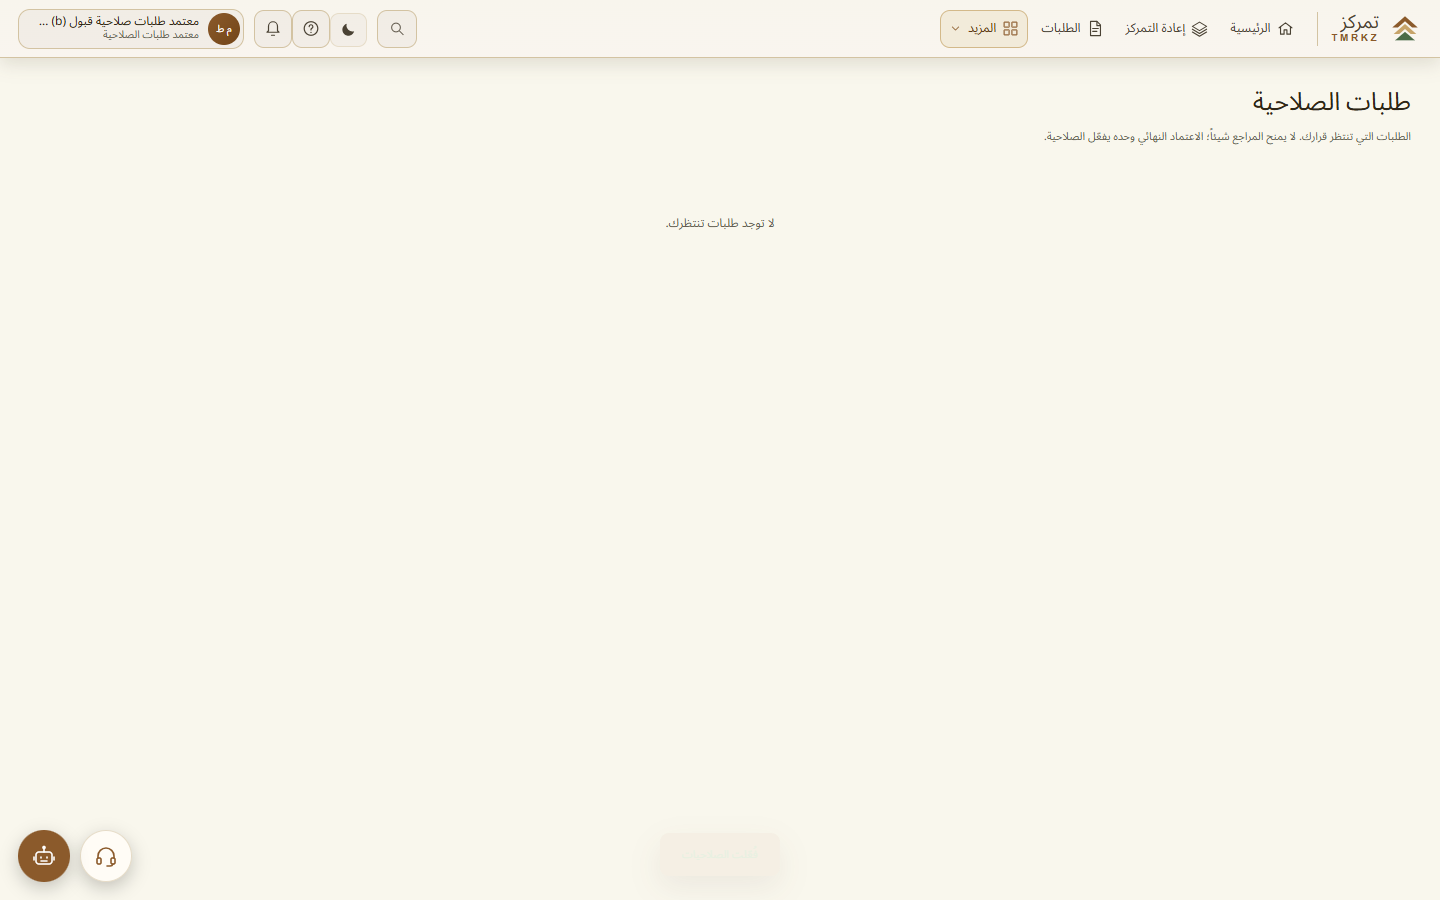 تمركز
TMRKZ
الرئيسية
إعادة التمركز
الطلبات
المزيد
معتمد طلبات صلاحية قبول (b) ...
معتمد طلبات الصلاحية
م ط
طلبات الصلاحية
الطلبات التي تنتظر قرارك. لا يمنح المراجع شيئاً؛ الاعتماد النهائي وحده يفعّل الصلاحية.
لا توجد طلبات تنتظرك.